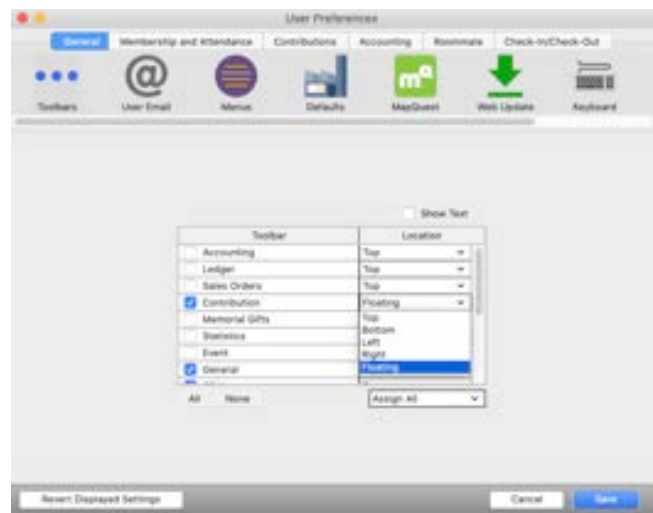 User Preferences
General Membership and Attendance Contributions Accounting Roommate Check-In/Check-Out
@ m
Toolbars User Email Menus Defaults MapQuest Web Update Keyboard
Show Text
Toolbar Location
Accounting Top
Ledger Top
Sales Orders Top
Contribution Floating
Memorial Gifts Top
Bottom
Statistics Left
Event Right
General Floating
All None Assign All
Revert Displayed Settings Cancel Save